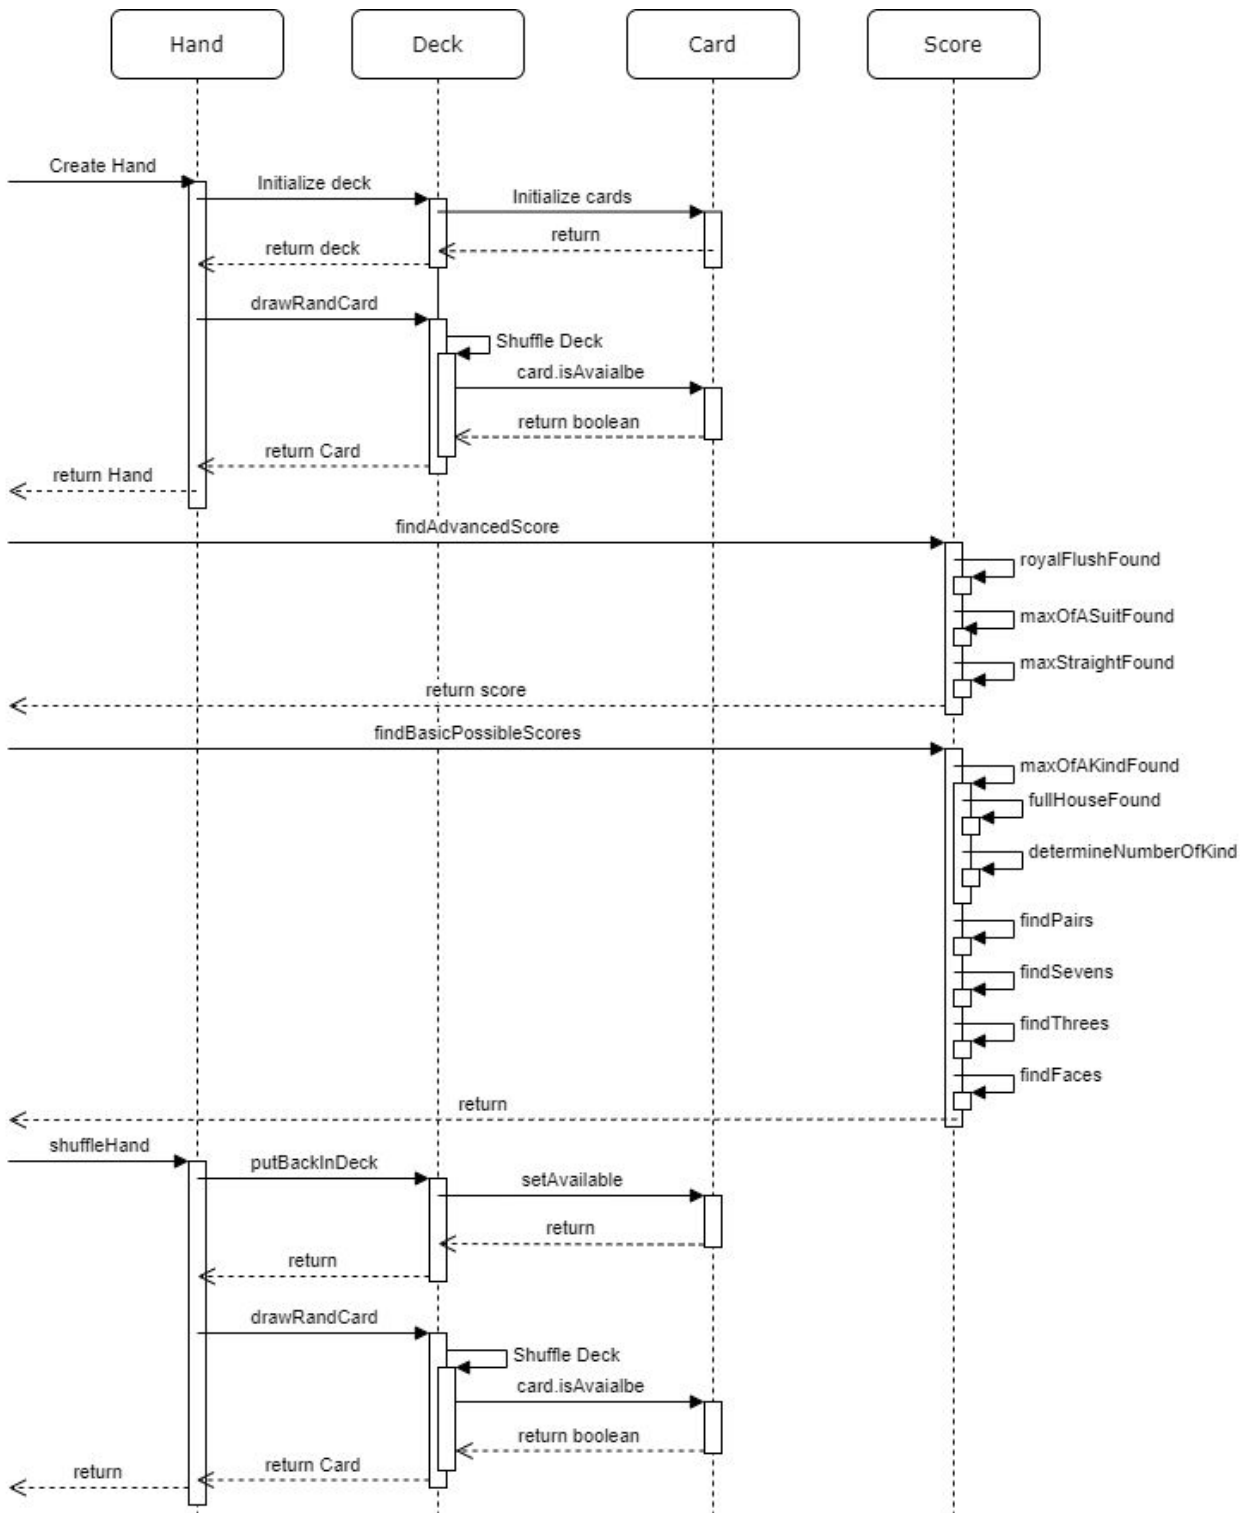 Hand
Deck
Card
Score
Create Hand
Initialize deck
Initialize cards
return
return deck
drawRandCard
Shuffle Deck
card.isAvaialbe
return boolean
return Card
return Hand
findAdvancedScore
royalFlushFound
maxOfASuitFound
maxStraightFound
return score
findBasicPossibleScores
maxOfAKindFound
fullHouseFound
determineNumberOfKind
findPairs
findSevens
findThrees
findFaces
return
shuffleHand
putBackInDeck
setAvailable
return
return
drawRandCard
Shuffle Deck
card.isAvaialbe
return boolean
return Card
return